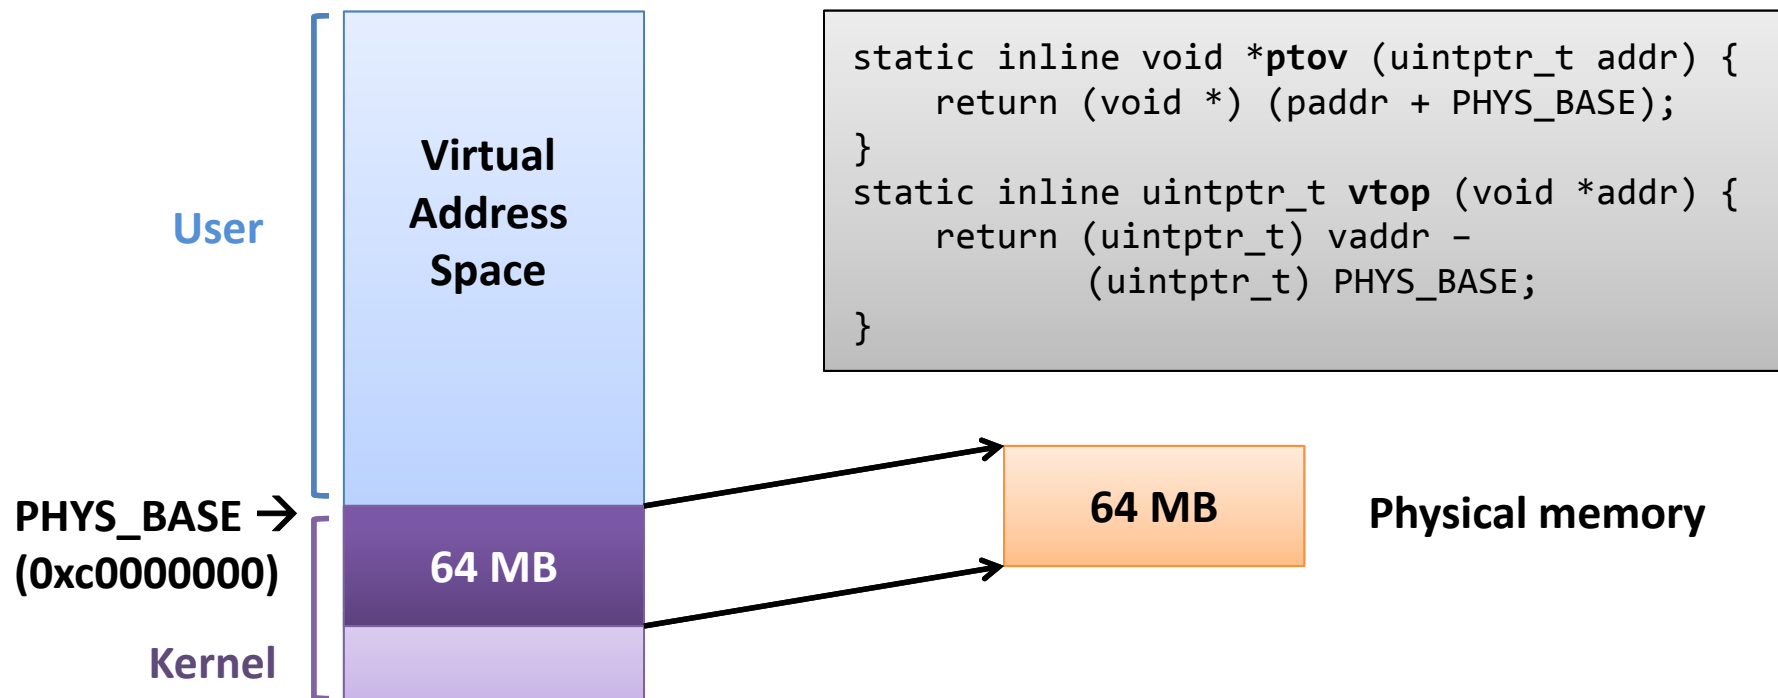 User
Virtual
Address
Space
static inline void *ptov (uintptr_t addr) {
    return (void *) (paddr + PHYS_BASE);
}
static inline uintptr_t vtop (void *addr) {
    return (uintptr_t) vaddr –
           (uintptr_t) PHYS_BASE;
}
PHYS_BASE →
(0xc0000000)
64 MB
Kernel
64 MB
Physical memory